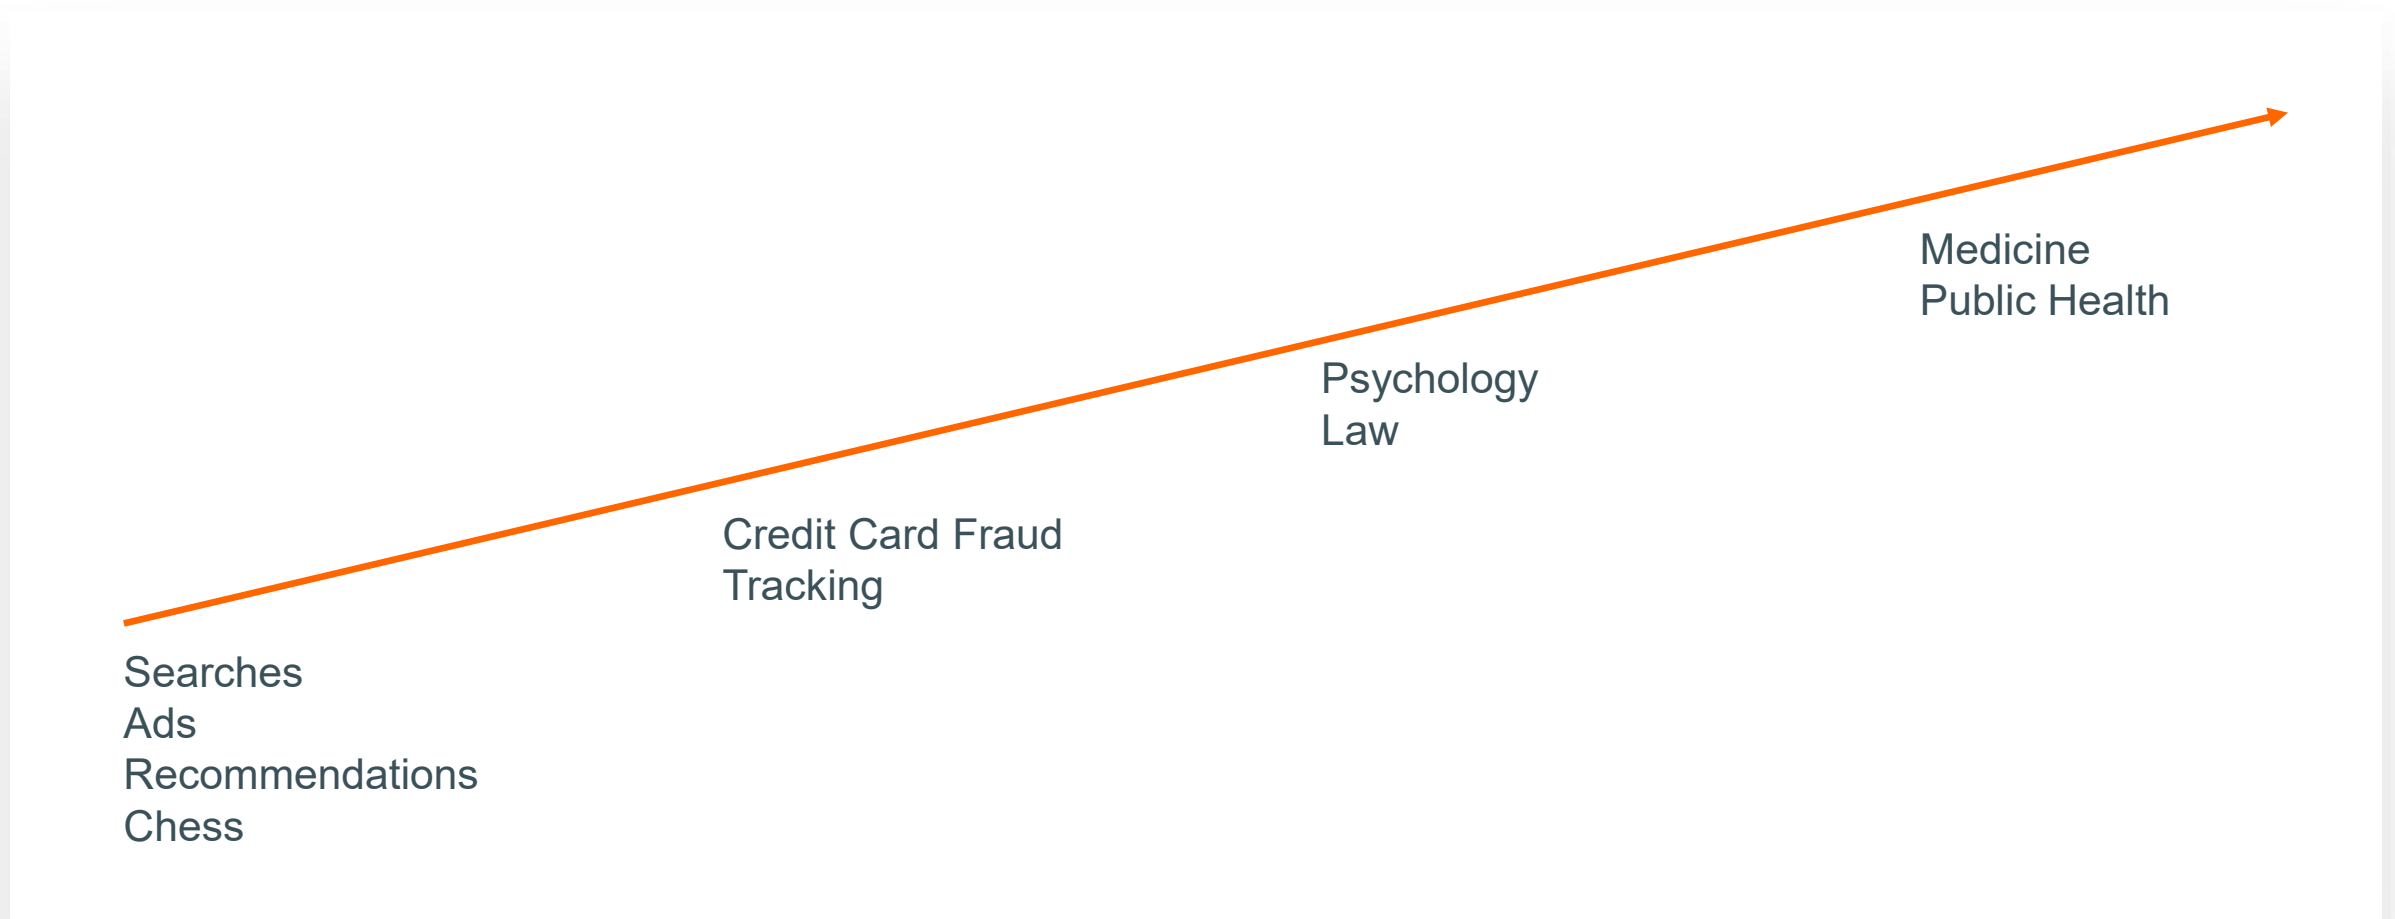 Medicine
Public Health
Psychology
Law
Credit Card Fraud
Tracking
Searches
Ads
Recommendations
Chess